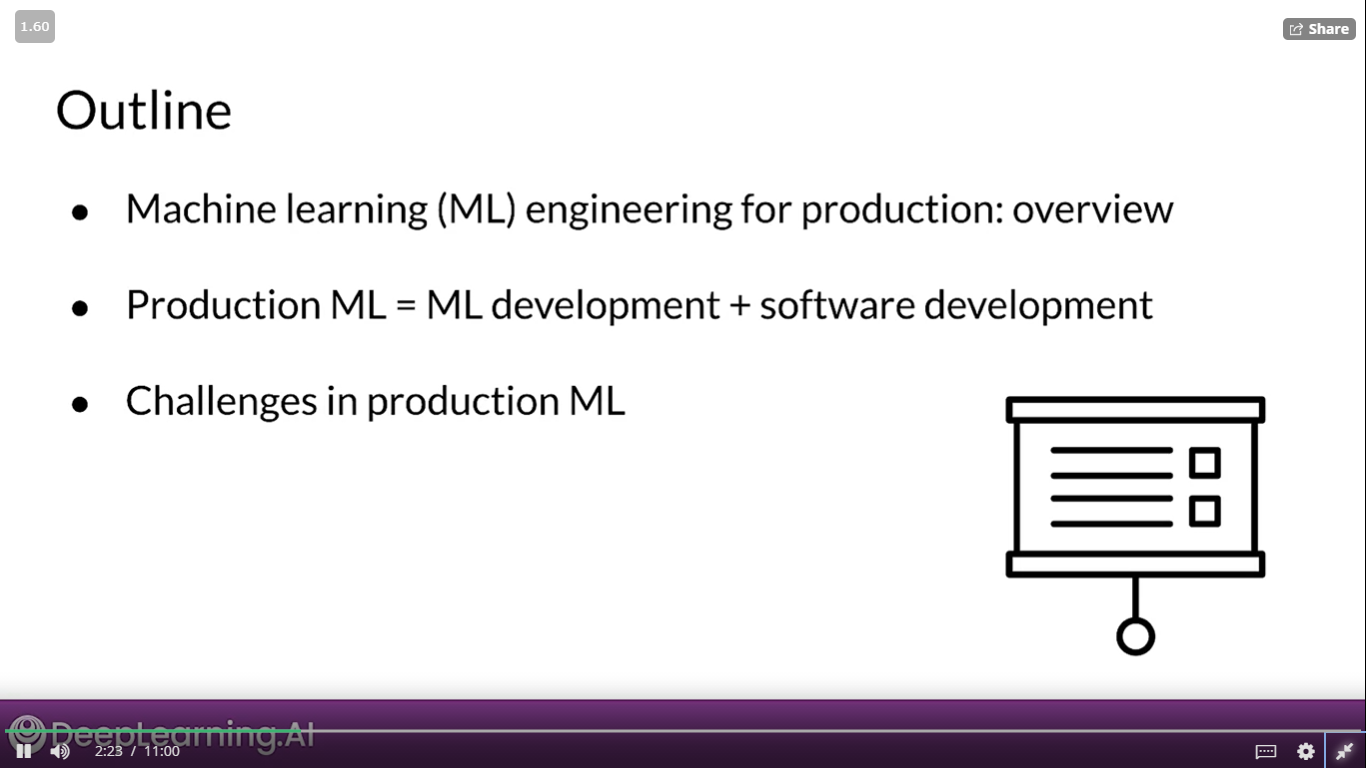 1.60
Share
Outline
● Machine learning (ML) engineering for production: overview
● Production ML = ML development + software development
● Challenges in production ML
DeepLearning.AI
2:23 / 11:00